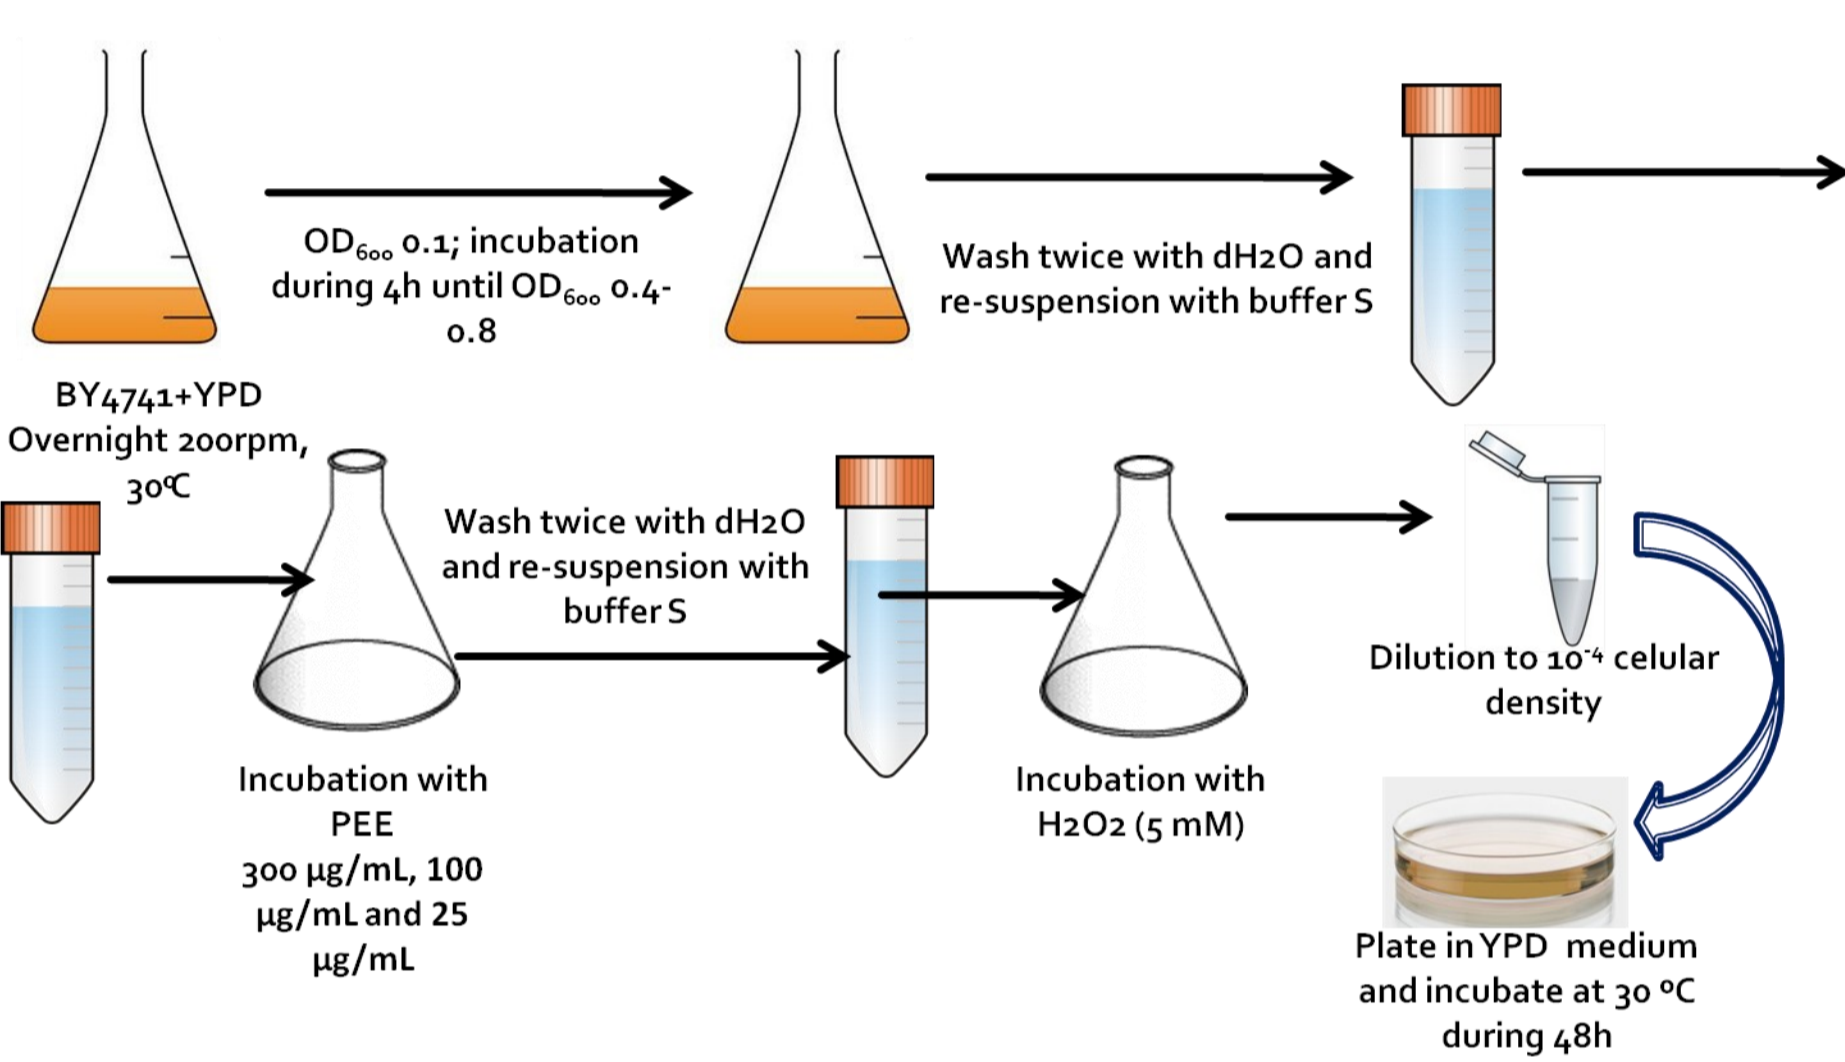 OD600 0.1; incubation
during 4h until OD600 0.4-
0.8
Wash twice with dH2O and
re-suspension with buffer S
BY4741+YPD
Overnight 200rpm,
30ºC
Wash twice with dH2O
and re-suspension with
buffer S
Dilution to 10-4 celular
density
Incubation with
PEE
300 µg/mL, 100
µg/mL and 25
µg/mL
Incubation with
H2O2 (5 mM)
Plate in YPD medium
and incubate at 30 ºC
during 48h